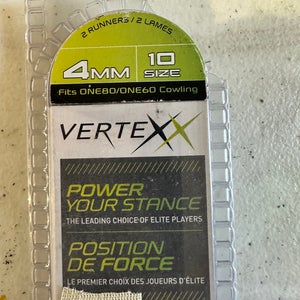 2 RUNNERS / 2 LAMES
4MM
10
SIZE
Fits ONE80/ONE60 Cowling
VERTEXX
POWER
YOUR STANCE
THE LEADING CHOICE OF ELITE PLAYERS
POSITION
DE FORCE
LE PREMIER CHOIX DES JOUEURS D'ÉLITE